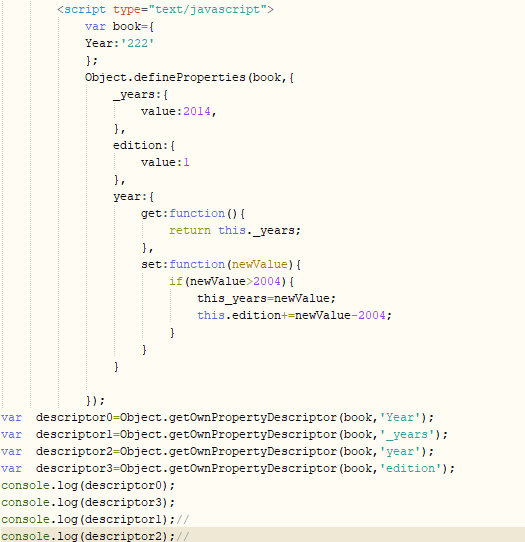 <script type="text/javascript">
var book={
Year:'222'
};
Object.defineProperties(book,{
_years:{
value:2014,
},
edition:{
value:1
},
year:{
get:function(){
return this._years;
},
set:function(newValue){
if(newValue>2004){
this_years=newValue;
this.edition+=newValue-2004;
}
}
}
});
var  descriptor0=Object.getOwnPropertyDescriptor(book,'Year');
var  descriptor1=Object.getOwnPropertyDescriptor(book,'_years');
var  descriptor2=Object.getOwnPropertyDescriptor(book,'year');
var  descriptor3=Object.getOwnPropertyDescriptor(book,'edition');
console.log(descriptor0);
console.log(descriptor3);
console.log(descriptor1);//
console.log(descriptor2);//